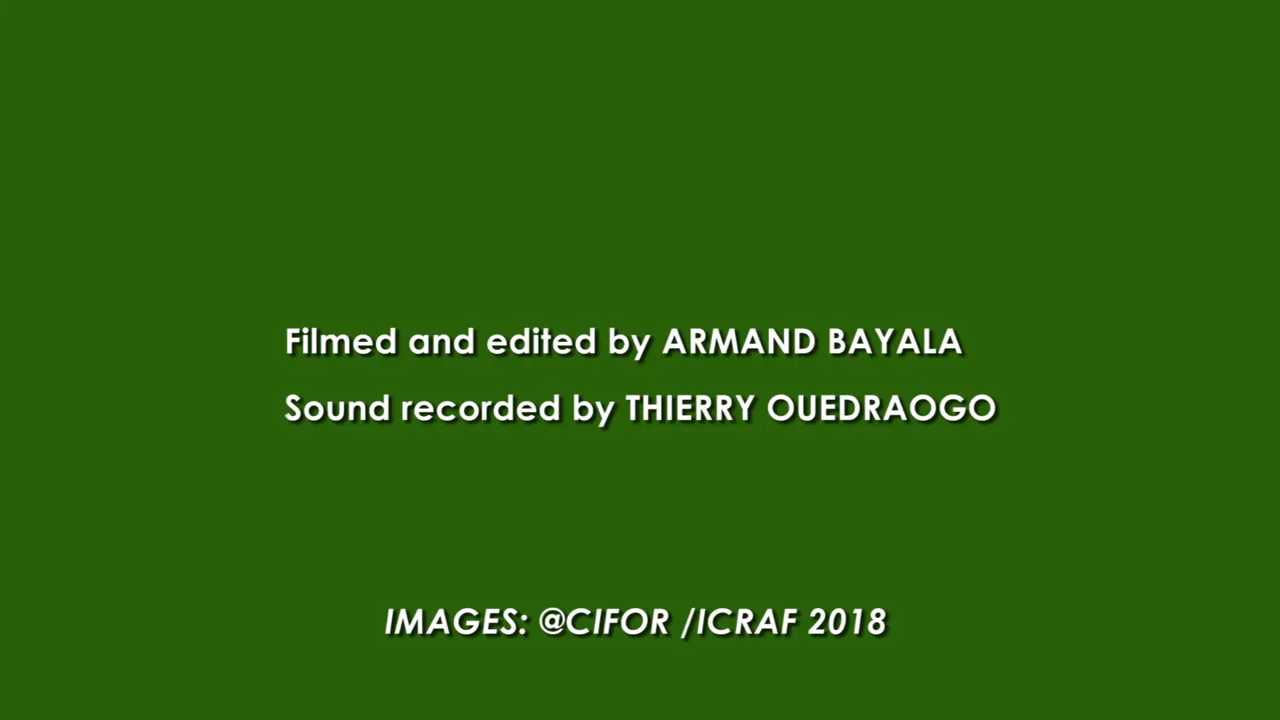 Filmed and edited by ARMAND BAYALA
Sound recorded by THIERRY OUEDRAOGO
IMAGES: @CIFOR /ICRAF 2018